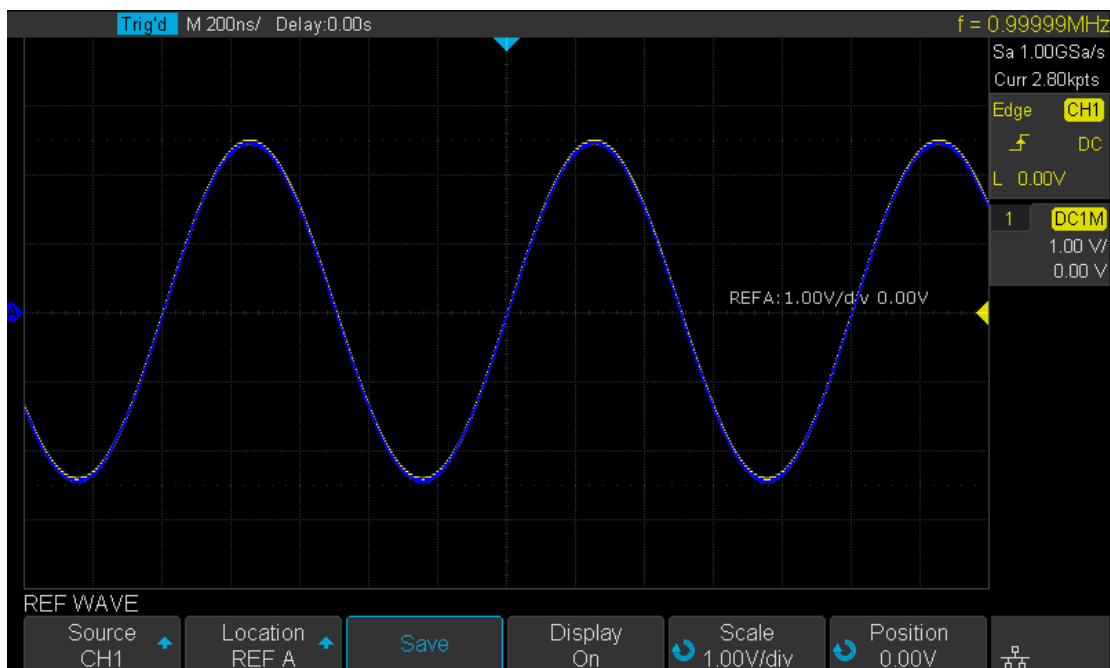 Trig'd M 200ns/ Delay:0.00s f = 0.99999MHz
Sa 1.00GSa/s
Curr 2.80kpts
Edge CH1
DC
L 0.00V
1 DC1M
1.00 V/
0.00 V
REFA:1.00V/div 0.00V
A
REF WAVE
Source
CH1
Location
REF A
Save
Display
On
Scale
1.00V/div
Position
0.00V